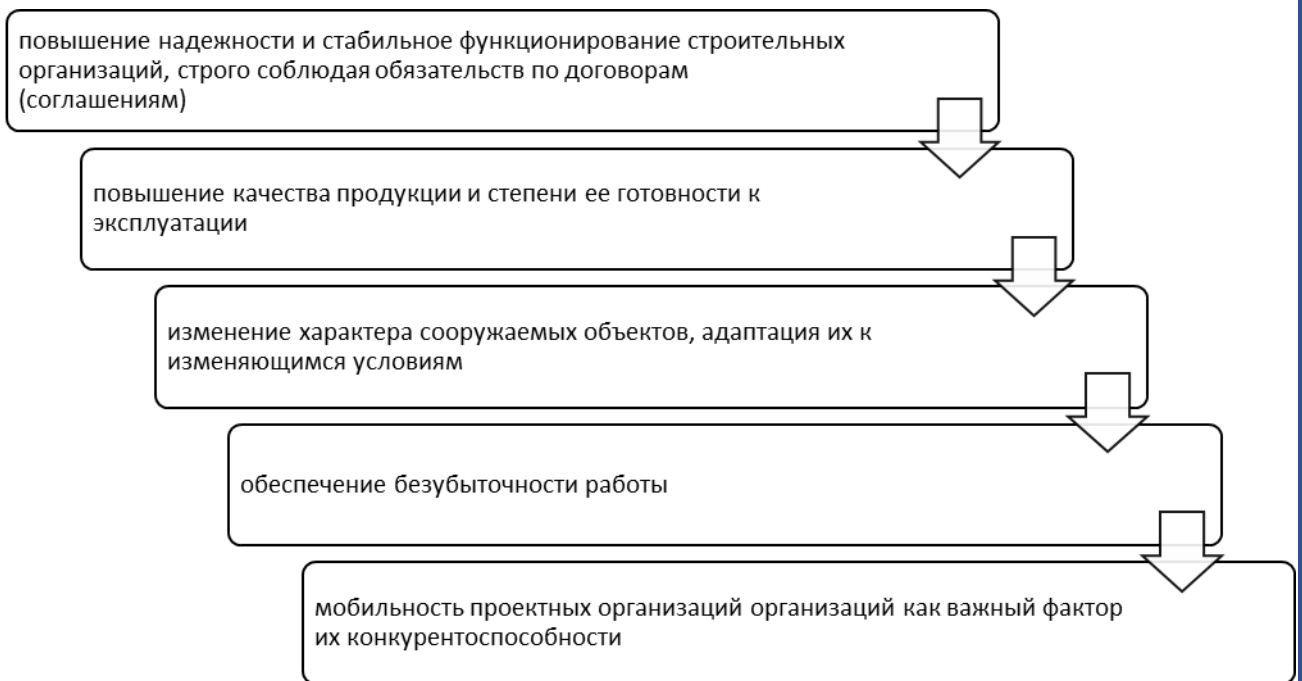 повышение надежности и стабильное функционирование строительных
организаций, строго соблюдая обязательств по договорам
(соглашениям)
повышение качества продукции и степени ее готовности к
эксплуатации
изменение характера сооружаемых объектов, адаптация их к
изменяющимся условиям
обеспечение безубыточности работы
мобильность проектных организаций организаций как важный фактор
их конкурентоспособности